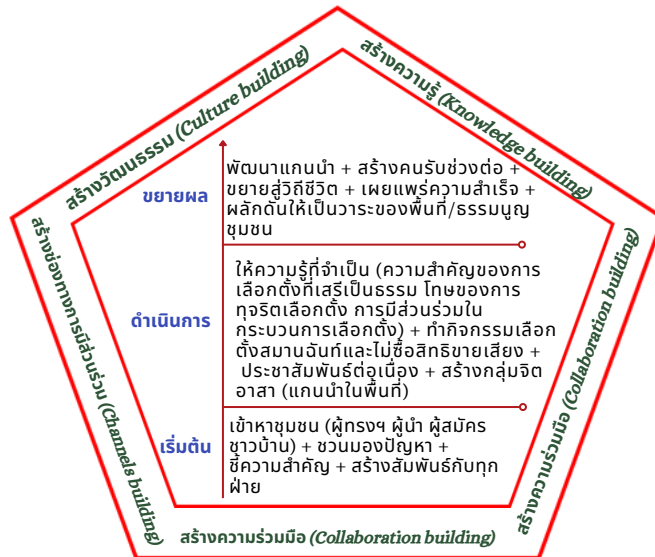 สร้างวัฒนธรรม (Culture building)
สร้างความรู้ (Knowledge building)
ขยายผล
พัฒนาแกนนำ + สร้างคนรับช่วงต่อ +
ขยายสู่วิถีชีวิต + เผยแพร่ความสำเร็จ +
ผลักดันให้เป็นวาระของพื้นที่/ธรรมนูญ
ชุมชน
ดำเนินการ
ให้ความรู้ที่จำเป็น (ความสำคัญของการ
เลือกตั้งที่เสรีเป็นธรรม โทษของการ
ทุจริตเลือกตั้ง การมีส่วนร่วมใน
กระบวนการเลือกตั้ง) + ทำกิจกรรมเลือก
ตั้งสมานฉันท์และไม่ซื้อสิทธิขายเสียง +
ประชาสัมพันธ์ต่อเนื่อง + สร้างกลุ่มจิต
อาสา (แกนนำในพื้นที่)
เริ่มต้น
เข้าหาชุมชน (ผู้ทรงฯ ผู้นำ ผู้สมัคร
ชาวบ้าน) + ชวนมองปัญหา +
ชี้ความสำคัญ + สร้างสัมพันธ์กับทุก
ฝ่าย
สร้างช่องทางการมีส่วนร่วม (Channels building)
สร้างความร่วมมือ (Collaboration building)
สร้างความร่วมมือ (Collaboration building)